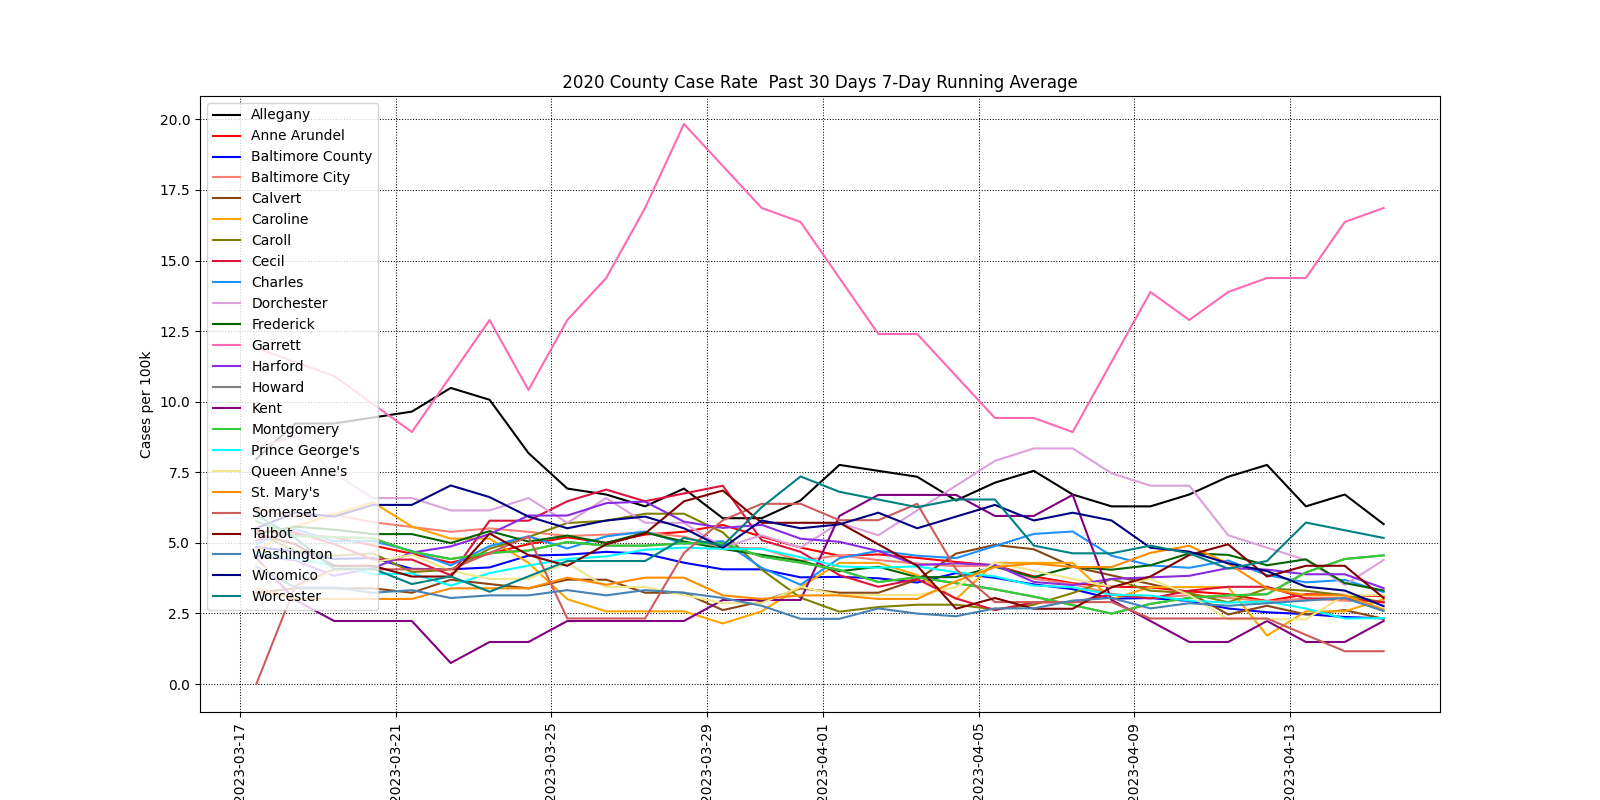 2020 County Case Rate  Past 30 Days 7-Day Running Average
Cases per 100k
20.0
17.5
15.0
12.5
10.0
7.5
5.0
2.5
0.0
Allegany
Anne Arundel
Baltimore County
Baltimore City
Calvert
Caroline
Caroll
Cecil
Charles
Dorchester
Frederick
Garrett
Harford
Howard
Kent
Montgomery
Prince George's
Queen Anne's
St. Mary's
Somerset
Talbot
Washington
Wicomico
Worcester
2023-03-17
2023-03-21
2023-03-25
2023-03-29
2023-04-01
2023-04-05
2023-04-09
2023-04-13